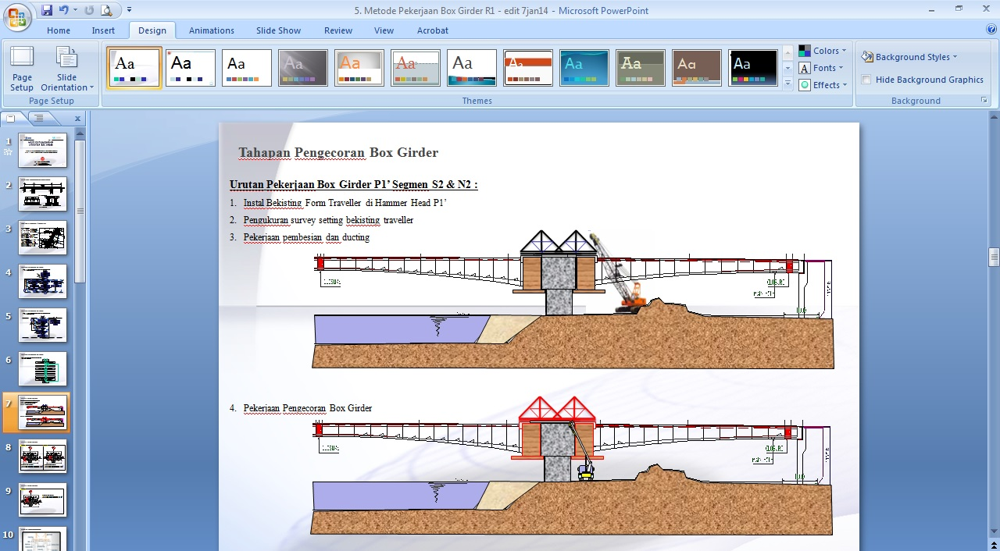 5. Metode Pekerjaan Box Girder R1 - edit 7jan14 - Microsoft PowerPoint
Home Insert Design Animations Slide Show Review View Acrobat
Page Setup
Slide Orientation
Aa Aa Aa Aa Aa Aa Aa Aa Aa Aa Aa Aa
Colors
Fonts
Effects
Background Styles
Hide Background Graphics
Page Setup
Themes
Background
1
2
3
4
5
6
7
8
9
10
Tahapan Pengecoran Box Girder
Urutan Pekerjaan Box Girder P1’ Segmen S2 & N2 :
1. Instal Bekisting Form Traveller di Hammer Head P1’
2. Pengukuran survey setting bekisting traveller
3. Pekerjaan pembesian dan ducting
4. Pekerjaan Pengecoran Box Girder